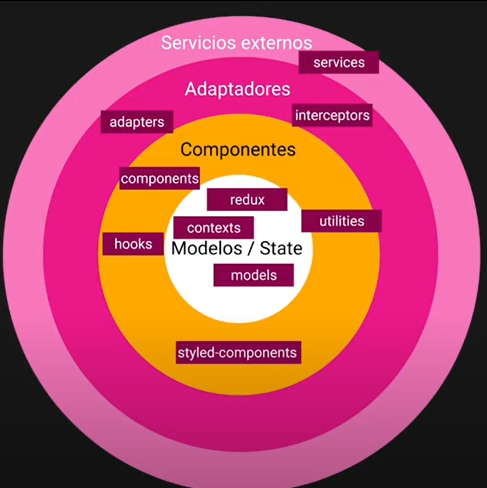 Servicios externos
services
Adaptadores
interceptors
adapters
Componentes
components
redux
utilities
contexts
hooks
Modelos / State
models
styled-components